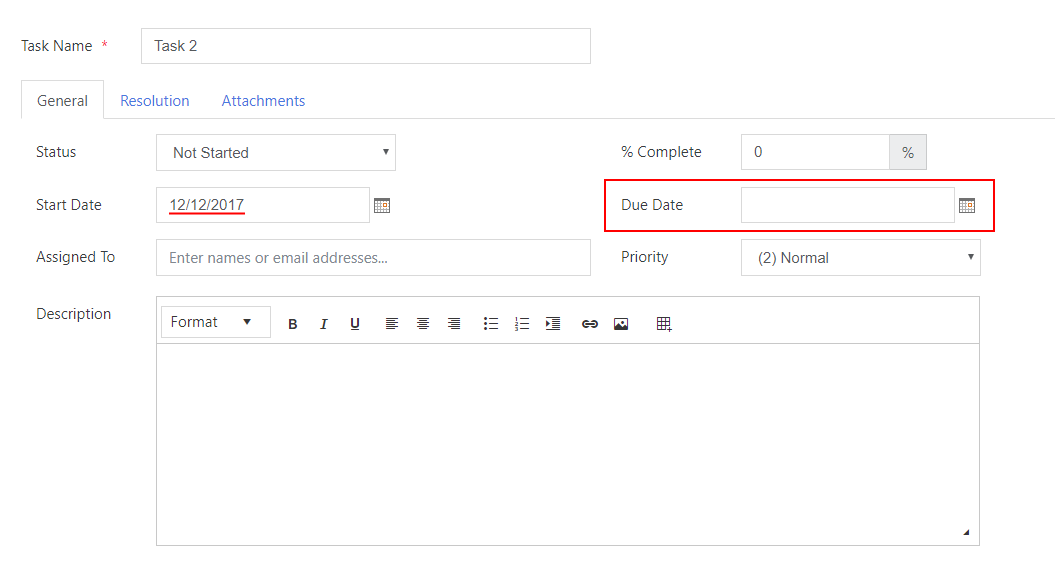 Task Name * Task 2
General Resolution Attachments
Status Not Started % Complete 0 %
Start Date 12/12/2017 Due Date
Assigned To Enter names or email addresses... Priority (2) Normal
Description
Format B I U